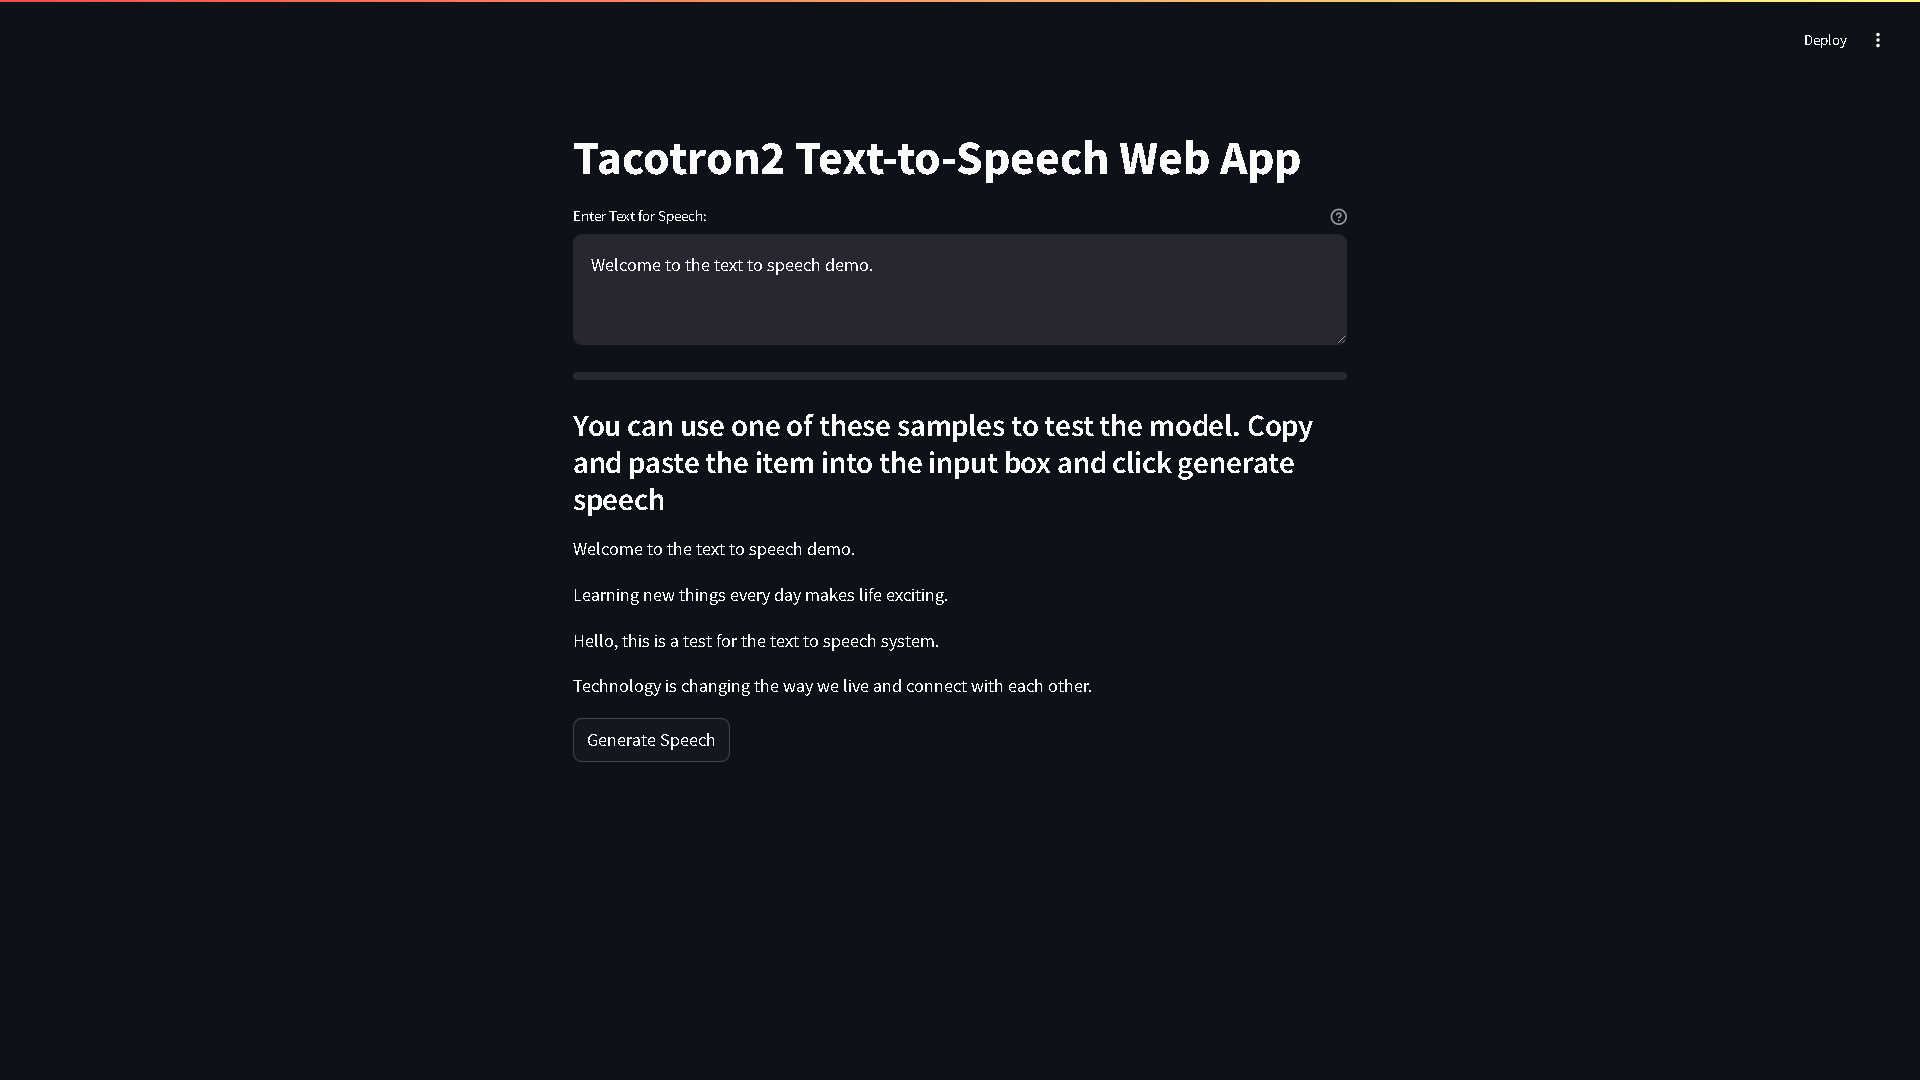 Deploy
Tacotron2 Text-to-Speech Web App
Enter Text for Speech:
Welcome to the text to speech demo.
You can use one of these samples to test the model. Copy
and paste the item into the input box and click generate
speech
Welcome to the text to speech demo.
Learning new things every day makes life exciting.
Hello, this is a test for the text to speech system.
Technology is changing the way we live and connect with each other.
Generate Speech